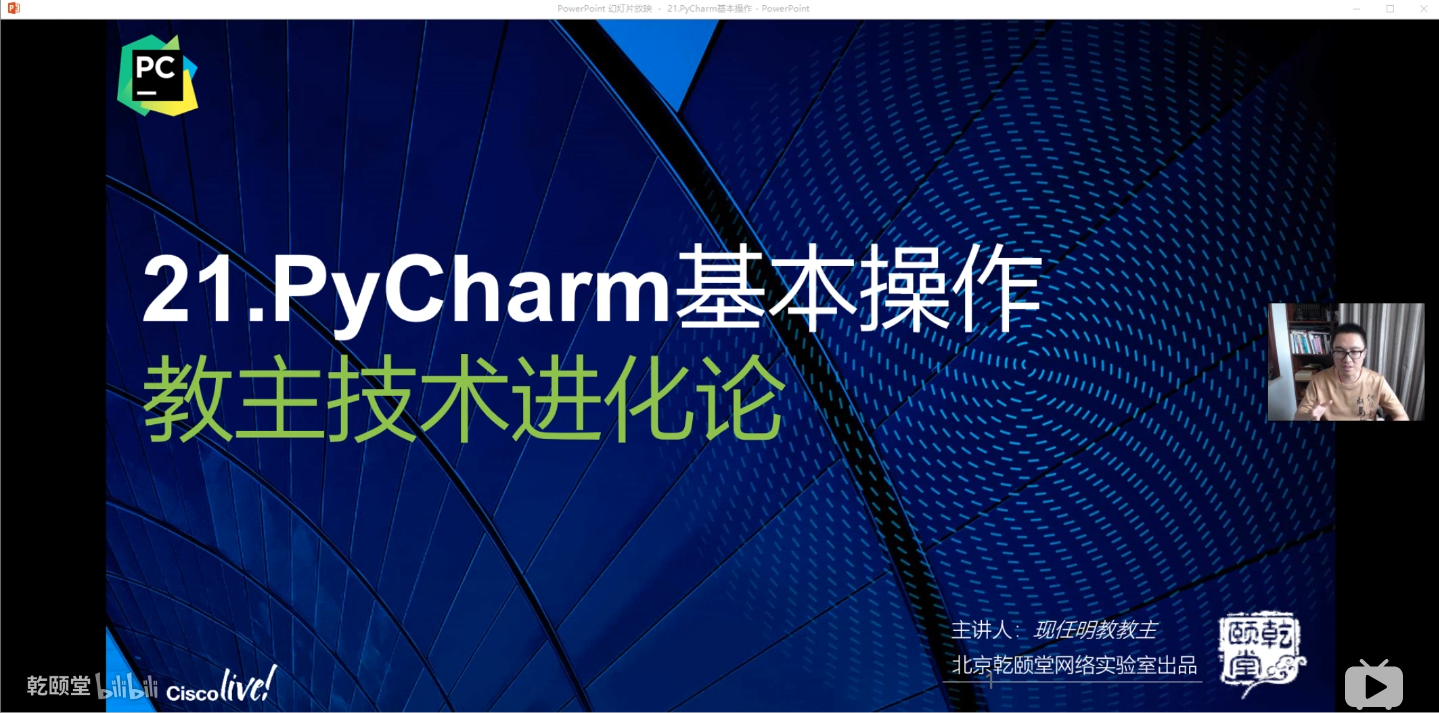 PowerPoint 幻灯片放映 - 21.PyCharm基本操作 - PowerPoint
PC
21.PyCharm基本操作
教主技术进化论
主讲人：现任明教教主
北京乾颐堂网络实验室出品
乾颐堂
乾颐堂 bilibili
Cisco live!